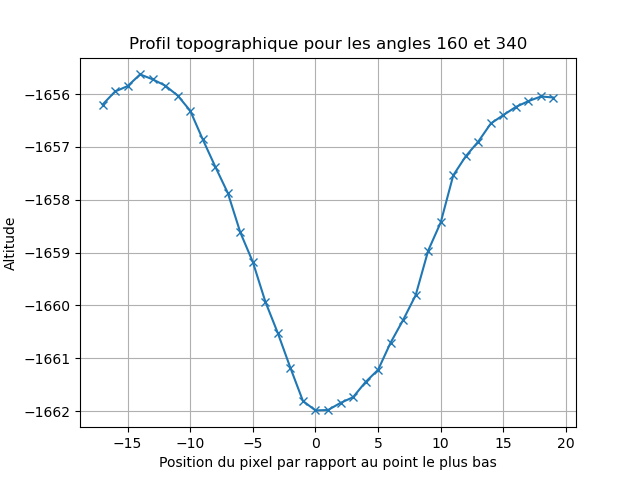 Profil topographique pour les angles 160 et 340
Altitude
−1656
−1657
−1658
−1659
−1660
−1661
−1662
−15 −10 −5 0 5 10 15 20
Position du pixel par rapport au point le plus bas